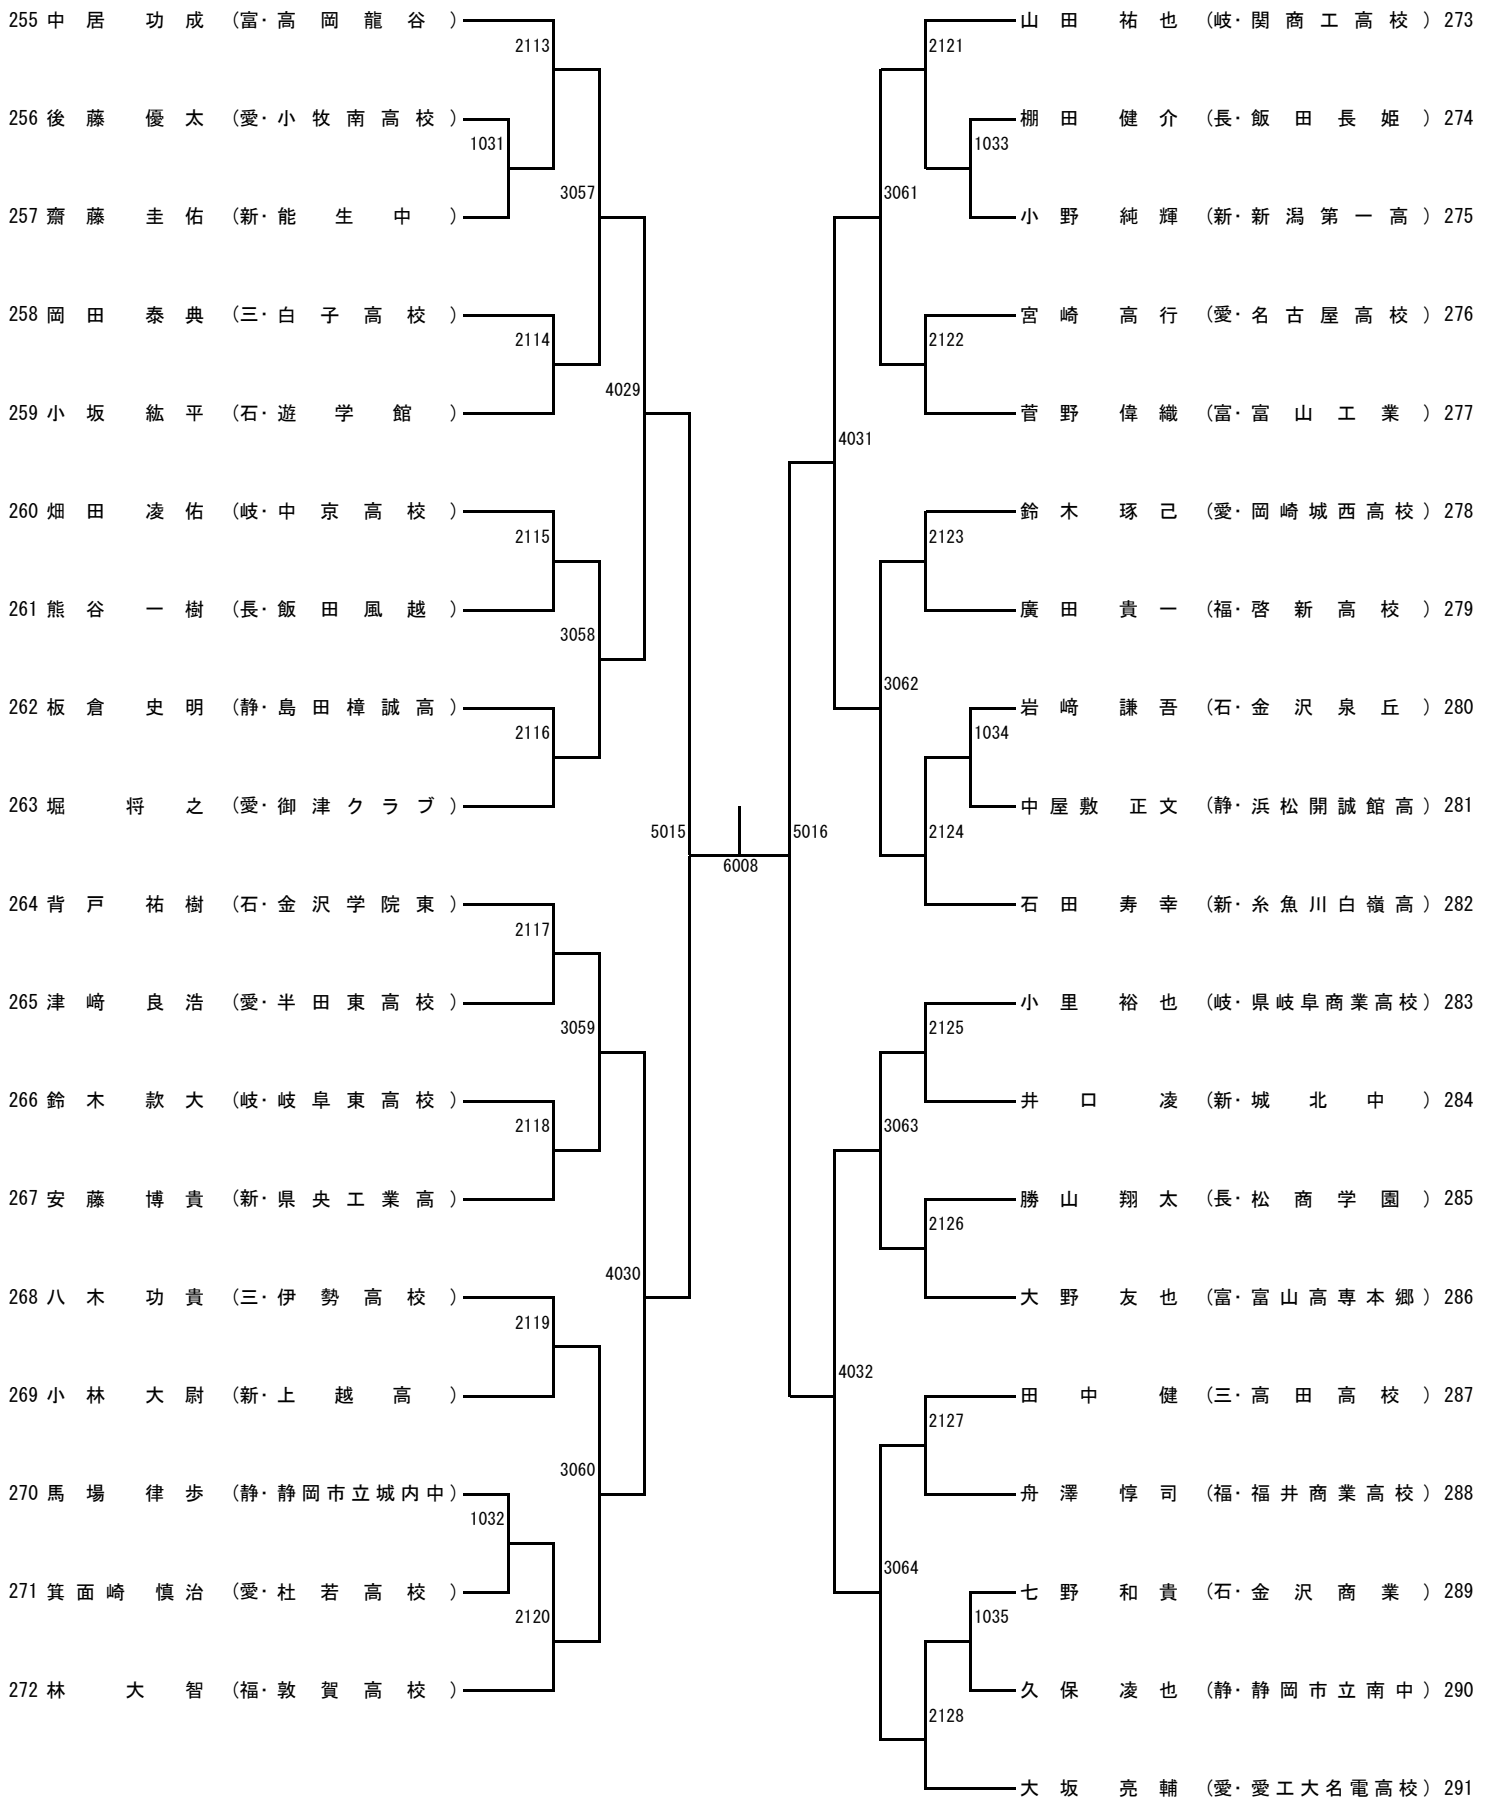 255 中居 功成 (富・高岡龍谷)
2113
256 後藤 優太 (愛・小牧南高校)
1031
3057
257 齋藤 圭佑 (新・能生中)
258 岡田 泰典 (三・白子高校)
2114
4029
259 小坂 紘平 (石・遊学館)
260 畑田 凌佑 (岐・中京高校)
2115
261 熊谷 一樹 (長・飯田風越)
3058
262 板倉 史明 (静・島田樟誠高)
2116
263 堀 将之 (愛・御津クラブ)
5015
6008
264 背戸 祐樹 (石・金沢学院東)
2117
265 津﨑 良浩 (愛・半田東高校)
3059
266 鈴木 款大 (岐・岐阜東高校)
2118
267 安藤 博貴 (新・県央工業高)
4030
268 八木 功貴 (三・伊勢高校)
2119
269 小林 大尉 (新・上越高)
3060
270 馬場 律歩 (静・静岡市立城内中)
1032
271 箕面崎 慎治 (愛・杜若高校)
2120
272 林 大智 (福・敦賀高校)
山田 祐也 (岐・関商工高校) 273
2121
棚田 健介 (長・飯田長姫) 274
1033
3061
小野 純輝 (新・新潟第一高) 275
宮崎 高行 (愛・名古屋高校) 276
2122
菅野 偉織 (富・富山工業) 277
4031
鈴木 琢己 (愛・岡崎城西高校) 278
2123
廣田 貴一 (福・啓新高校) 279
3062
岩﨑 謙吾 (石・金沢泉丘) 280
1034
中屋敷 正文 (静・浜松開誠館高) 281
5016
2124
石田 寿幸 (新・糸魚川白嶺高) 282
小里 裕也 (岐・県岐阜商業高校) 283
2125
井口 凌 (新・城北中) 284
3063
勝山 翔太 (長・松商学園) 285
2126
大野 友也 (富・富山高専本郷) 286
4032
田中 健 (三・高田高校) 287
2127
舟澤 惇司 (福・福井商業高校) 288
3064
七野 和貴 (石・金沢商業) 289
1035
久保 凌也 (静・静岡市立南中) 290
2128
大坂 亮輔 (愛・愛工大名電高校) 291